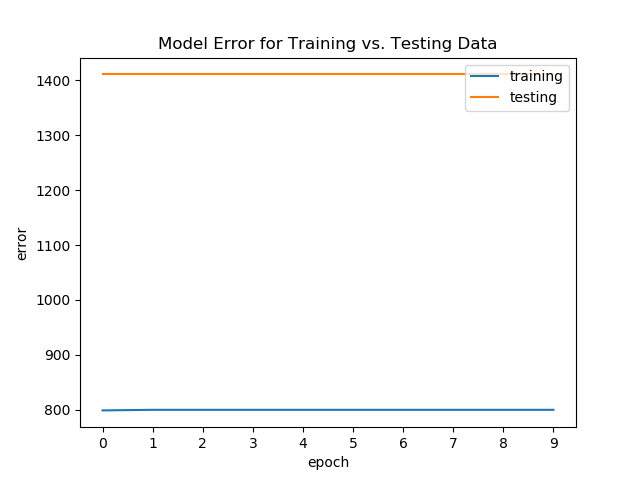 Model Error for Training vs. Testing Data
training
testing
1400
1300
1200
1100
1000
900
800
error
0 1 2 3 4 5 6 7 8 9
epoch